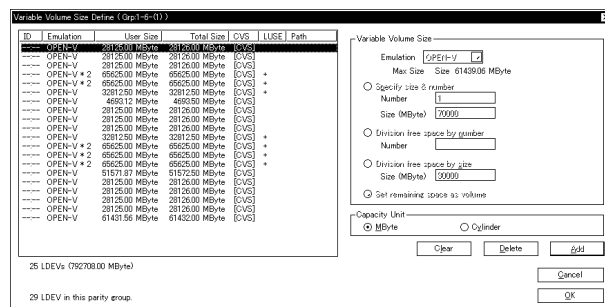 Variable Volume Size Define ( Grp:1-6-(1) )
ID Emulation User Size Total Size CVS LUSE Path
--:-- OPEN-V 28125.00 MByte 28126.00 MByte [CVS]
--:-- OPEN-V 28125.00 MByte 28126.00 MByte [CVS]
--:-- OPEN-V 28125.00 MByte 28126.00 MByte [CVS]
--:-- OPEN-V * 2 65625.00 MByte 65625.00 MByte [CVS] +
--:-- OPEN-V * 2 65625.00 MByte 65625.00 MByte [CVS] +
--:-- OPEN-V 32812.50 MByte 32812.50 MByte [CVS] +
--:-- OPEN-V 4693.12 MByte 4693.50 MByte [CVS]
--:-- OPEN-V 28125.00 MByte 28126.00 MByte [CVS]
--:-- OPEN-V 28125.00 MByte 28126.00 MByte [CVS]
--:-- OPEN-V 28125.00 MByte 28126.00 MByte [CVS]
--:-- OPEN-V 32812.50 MByte 32812.50 MByte [CVS] +
--:-- OPEN-V * 2 65625.00 MByte 65625.00 MByte [CVS] +
--:-- OPEN-V * 2 65625.00 MByte 65625.00 MByte [CVS] +
--:-- OPEN-V * 2 65625.00 MByte 65625.00 MByte [CVS] +
--:-- OPEN-V 51571.87 MByte 51572.50 MByte [CVS]
--:-- OPEN-V 28125.00 MByte 28126.00 MByte [CVS]
--:-- OPEN-V 28125.00 MByte 28126.00 MByte [CVS]
--:-- OPEN-V 28125.00 MByte 28126.00 MByte [CVS]
--:-- OPEN-V 61431.56 MByte 61432.00 MByte [CVS]
25 LDEVs (792708.00 MByte)
29 LDEV in this parity group.
Variable Volume Size
Emulation OPEN-V
Max Size Size 61439.06 MByte
Specify size & number
Number 1
Size (MByte) 70000
Division free space by number
Number
Division free space by size
Size (MByte) 30000
Set remaining space as volume
Capacity Unit
MByte Cylinder
Clear Delete Add
Cancel
OK